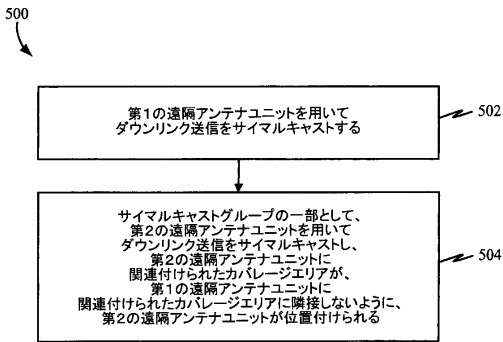 500
第1の遠隔アンテナユニットを用いて
ダウンリンク送信をサイマルキャストする
502
サイマルキャストグループの一部として、
第2の遠隔アンテナユニットを用いて
ダウンリンク送信をサイマルキャストし、
第2の遠隔アンテナユニットに
関連付けられたカバレージエリアが、
第1の遠隔アンテナユニットに
関連付けられたカバレージエリアに隣接しないように、
第2の遠隔アンテナユニットが位置付けられる
504